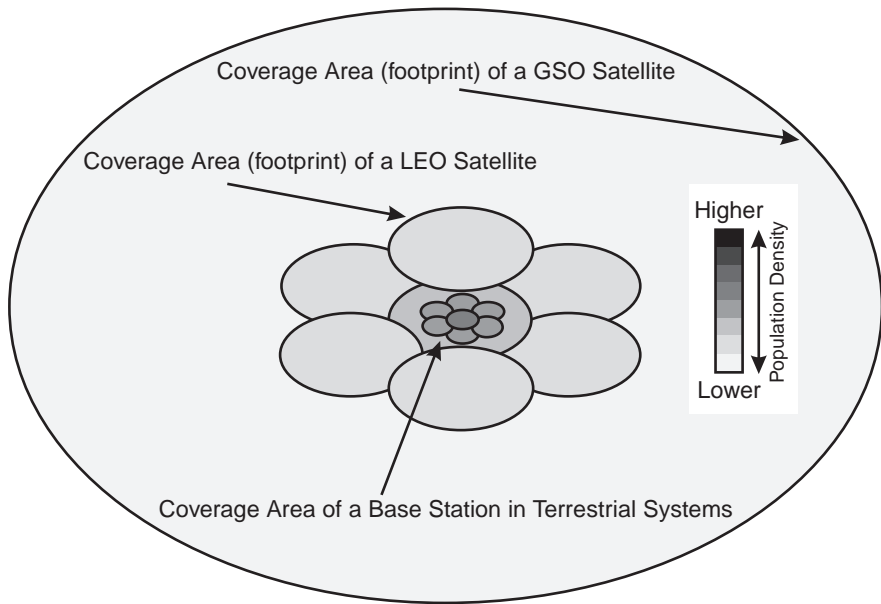 Coverage Area (footprint) of a GSO Satellite
Coverage Area (footprint) of a LEO Satellite
Higher
Population Density
Lower
Coverage Area of a Base Station in Terrestrial Systems